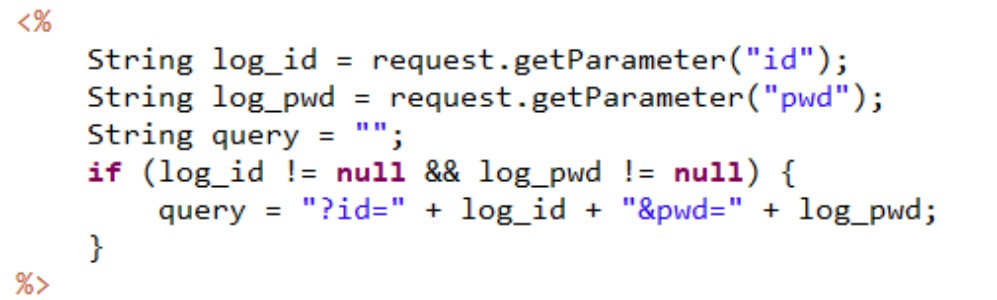 <%
String log_id = request.getParameter("id");
String log_pwd = request.getParameter("pwd");
String query = "";
if (log_id != null && log_pwd != null) {
query = "?id=" + log_id + "&pwd=" + log_pwd;
}
%>